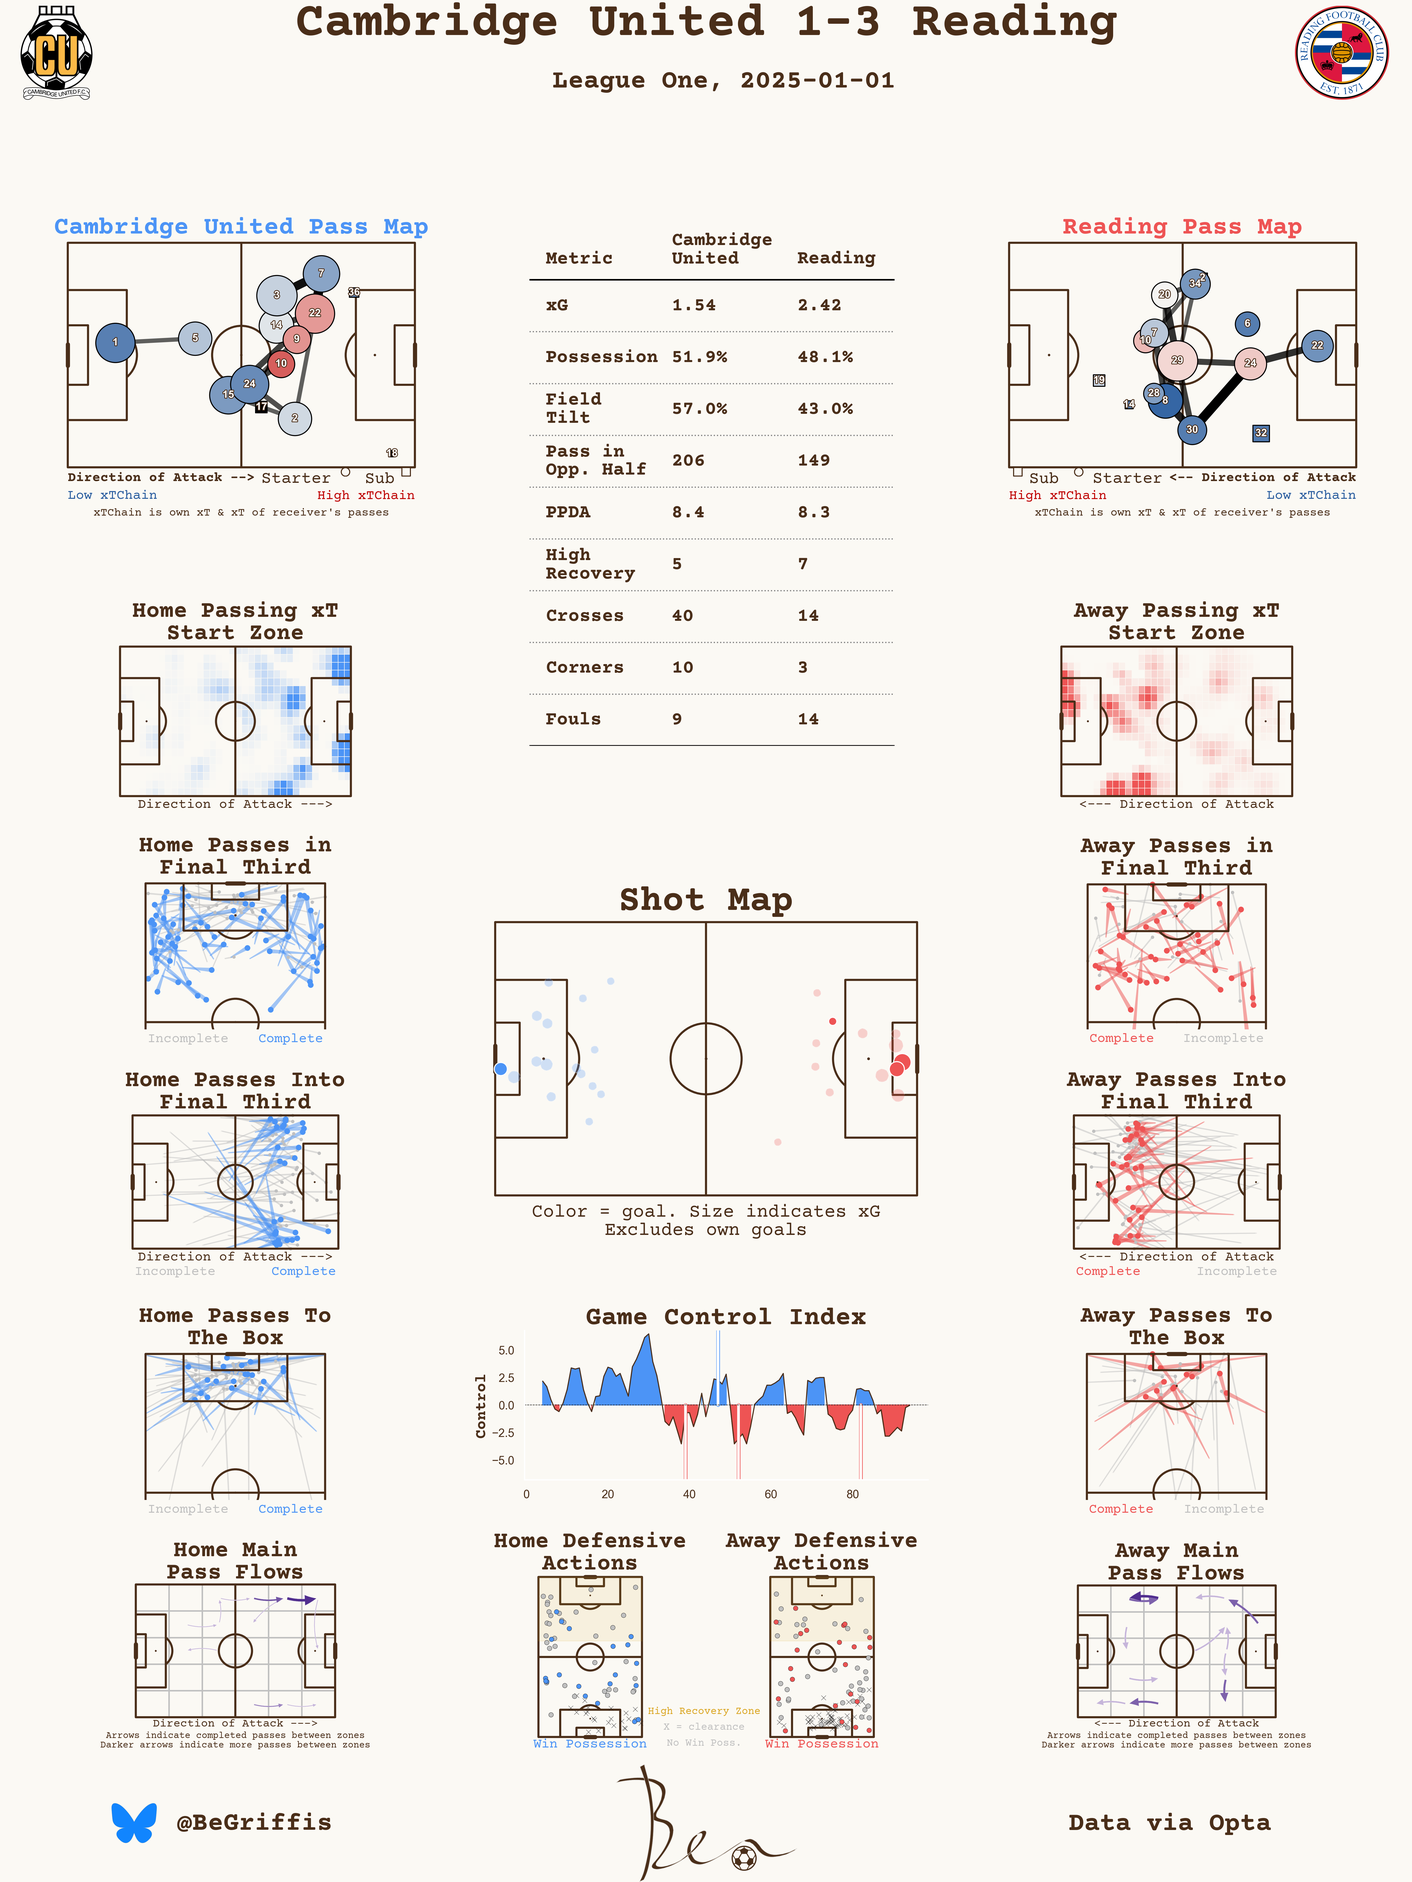 Cambridge United 1-3 Reading
League One, 2025-01-01
CU
CAMBRIDGE UNITED F.C.
READING FOOTBALL CLUB
EST. 1871
Cambridge United Pass Map
1
5
3
7
36
14
22
9
10
15
24
17
2
18
Direction of Attack --> Starter Sub
Low xTChain High xTChain
xTChain is own xT & xT of receiver's passes
Metric Cambridge United Reading
xG 1.54 2.42
Possession 51.9% 48.1%
Field Tilt 57.0% 43.0%
Pass in Opp. Half 206 149
PPDA 8.4 8.3
High Recovery 5 7
Crosses 40 14
Corners 10 3
Fouls 9 14
Reading Pass Map
20
34
2
7
10
6
22
29
24
19
14
28
8
30
32
Sub Starter <-- Direction of Attack
High xTChain Low xTChain
xTChain is own xT & xT of receiver's passes
Home Passing xT
Start Zone
Direction of Attack --->
Away Passing xT
Start Zone
<--- Direction of Attack
Home Passes in
Final Third
Incomplete Complete
Away Passes in
Final Third
Complete Incomplete
Shot Map
Color = goal. Size indicates xG
Excludes own goals
Home Passes Into
Final Third
Direction of Attack --->
Incomplete Complete
Away Passes Into
Final Third
<--- Direction of Attack
Complete Incomplete
Home Passes To
The Box
Incomplete Complete
Game Control Index
Control
5.0
2.5
0.0
−2.5
−5.0
0 20 40 60 80
Away Passes To
The Box
Complete Incomplete
Home Main
Pass Flows
Direction of Attack --->
Arrows indicate completed passes between zones
Darker arrows indicate more passes between zones
Home Defensive
Actions
Win Possession
Away Defensive
Actions
Win Possession
High Recovery Zone
X = clearance
No Win Poss.
Away Main
Pass Flows
<--- Direction of Attack
Arrows indicate completed passes between zones
Darker arrows indicate more passes between zones
@BeGriffis
Ben
Data via Opta